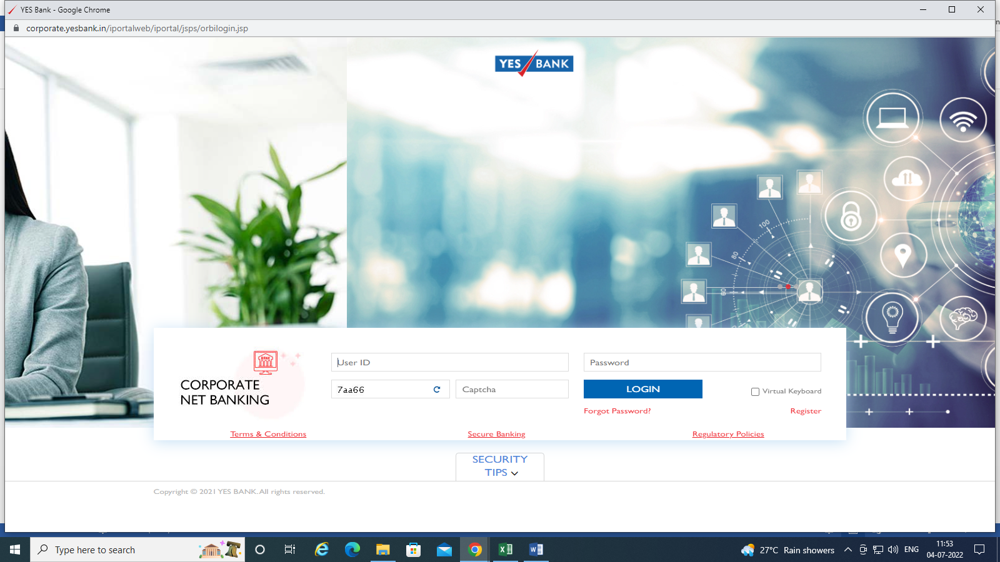 YES Bank - Google Chrome
corporate.yesbank.in/iportalweb/iportal/jsps/orbilogin.jsp
YES BANK
100
80
60
BANK
CORPORATE
NET BANKING
User ID
Password
7aa66
Captcha
LOGIN
Virtual Keyboard
Forgot Password?
Register
Terms & Conditions
Secure Banking
Regulatory Policies
SECURITY
TIPS
Copyright © 2021 YES BANK.All rights reserved.
Type here to search
27°C Rain showers
ENG
11:53
04-07-2022